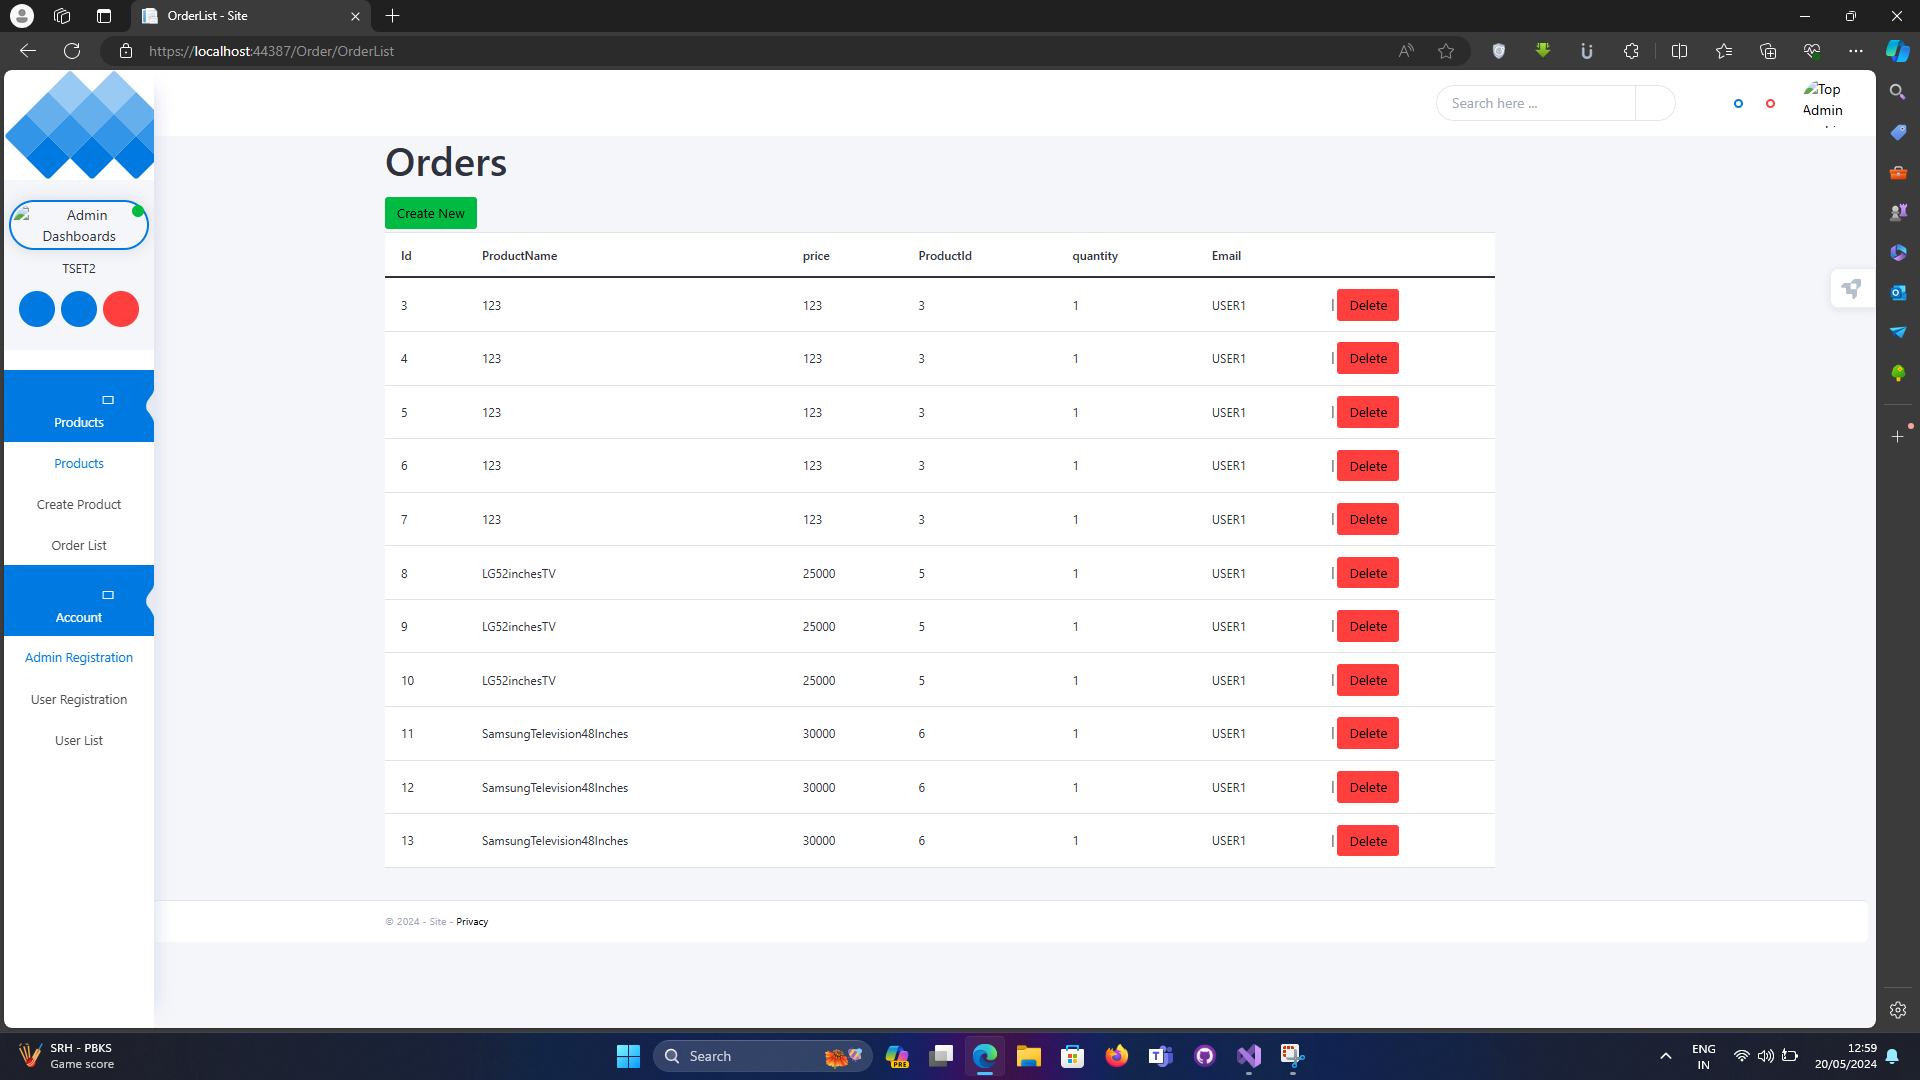 OrderList - Site
https://localhost:44387/Order/OrderList
Search here ...
Top
Admin
Admin
Dashboards
TSET2
Products
Products
Create Product
Order List
Account
Admin Registration
User Registration
User List
Orders
Create New
Id ProductName price ProductId quantity Email
3 123 123 3 1 USER1 | Delete
4 123 123 3 1 USER1 | Delete
5 123 123 3 1 USER1 | Delete
6 123 123 3 1 USER1 | Delete
7 123 123 3 1 USER1 | Delete
8 LG52inchesTV 25000 5 1 USER1 | Delete
9 LG52inchesTV 25000 5 1 USER1 | Delete
10 LG52inchesTV 25000 5 1 USER1 | Delete
11 SamsungTelevision48Inches 30000 6 1 USER1 | Delete
12 SamsungTelevision48Inches 30000 6 1 USER1 | Delete
13 SamsungTelevision48Inches 30000 6 1 USER1 | Delete
© 2024 - Site - Privacy
SRH - PBKS
Game score
Search
PRE
ENG
IN
12:59
20/05/2024